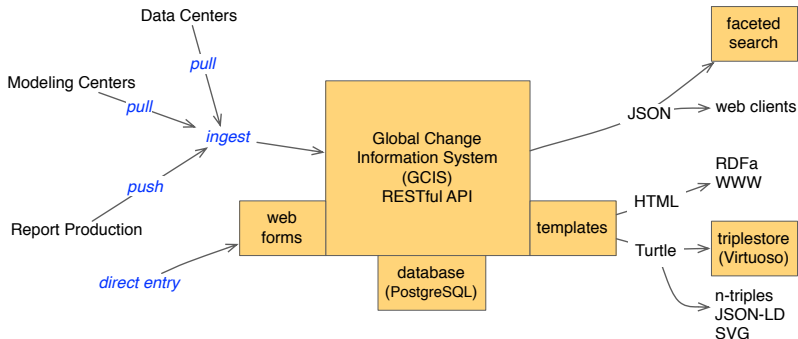 Data Centers
pull
Modeling Centers
pull
ingest
push
Report Production
direct entry
web
forms
Global Change
Information System
(GCIS)
RESTful API
database
(PostgreSQL)
templates
JSON
faceted
search
web clients
HTML
RDFa
WWW
Turtle
triplestore
(Virtuoso)
n-triples
JSON-LD
SVG